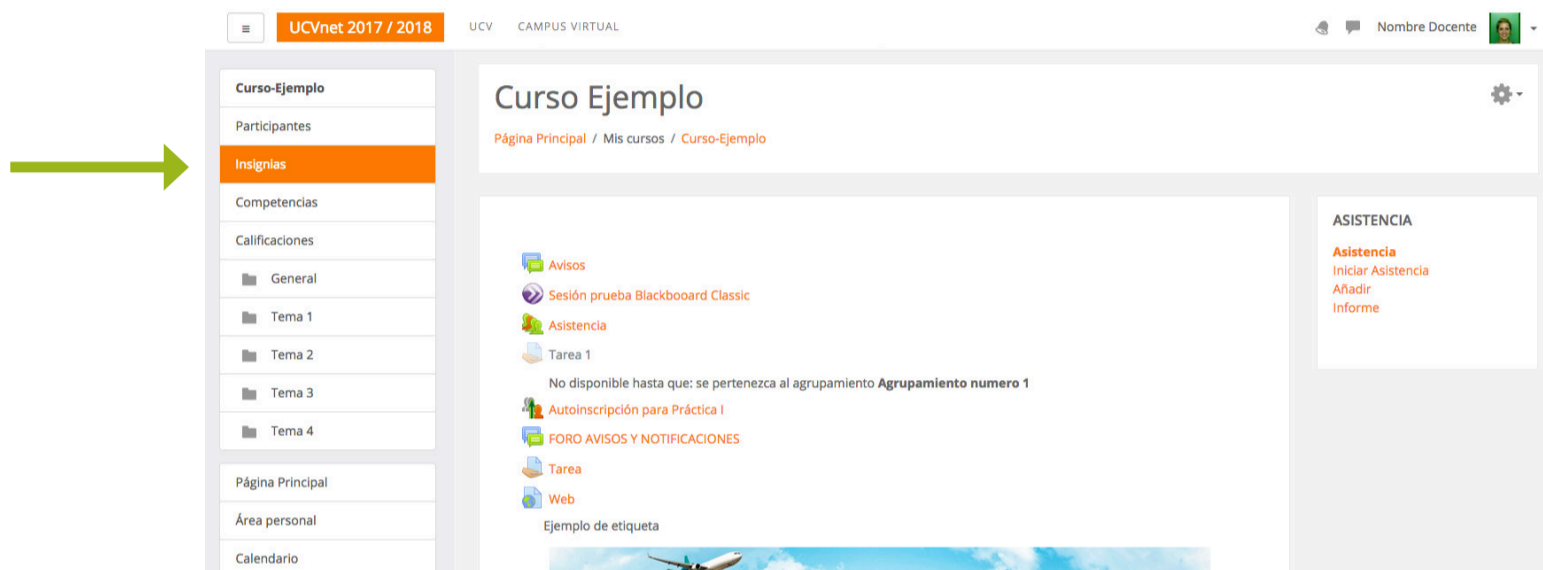 UCVnet 2017 / 2018
UCV
CAMPUS VIRTUAL
Nombre Docente
Curso-Ejemplo
Participantes
Insignias
Competencias
Calificaciones
General
Tema 1
Tema 2
Tema 3
Tema 4
Página Principal
Área personal
Calendario
Curso Ejemplo
Página Principal / Mis cursos / Curso-Ejemplo
Avisos
Sesión prueba Blackbooard Classic
Asistencia
Tarea 1
No disponible hasta que: se pertenezca al agrupamiento Agrupamiento numero 1
Autoinscripción para Práctica I
FORO AVISOS Y NOTIFICACIONES
Tarea
Web
Ejemplo de etiqueta
ASISTENCIA
Asistencia
Iniciar Asistencia
Añadir
Informe